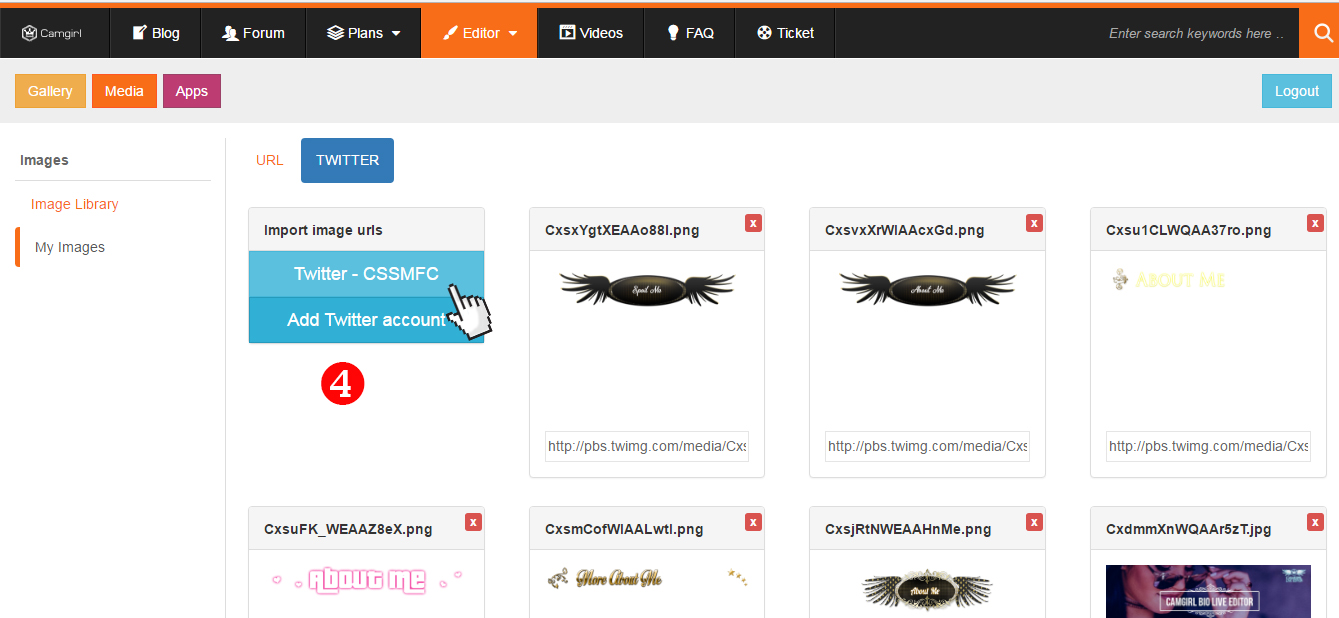 Camgirl
Blog
Forum
Plans
Editor
Videos
FAQ
Ticket
Enter search keywords here ..
Gallery
Media
Apps
Logout
Images
Image Library
My Images
URL
TWITTER
Import image urls
Twitter - CSSMFC
Add Twitter account
4
CxsxYgtXEAAo88I.png
x
Spoil Me
http://pbs.twimg.com/media/Cxs
CxsvxXrWIAAcxGd.png
x
About Me
http://pbs.twimg.com/media/Cxs
Cxsu1CLWQAA37ro.png
x
ABOUT ME
http://pbs.twimg.com/media/Cxs
CxsuFK_WEAAZ8eX.png
x
ABOUT ME
CxsmCofWIAALwtl.png
x
More About Me
CxsjRtNWEAAHnMe.png
x
About Me
CxdmmXnWQAAr5zT.jpg
x
CAMGIRL BIO LIVE EDITOR